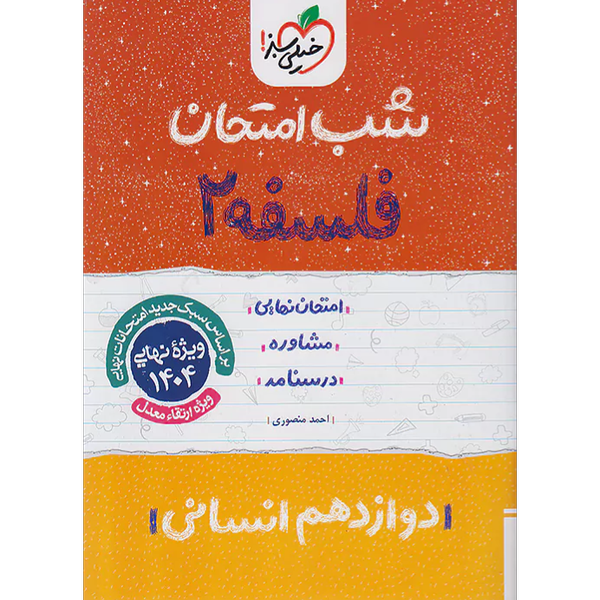 خیلی سبز!
شب امتحان
فلسفه ۲
امتحان نهایی
مشاوره
درسنامه
احمد منصوری
براساس سبک جدید امتحانات نهایی
ویژهٔ نهایی
۱۴۰۴
ویژه ارتقاء معدل
دوازدهم انسانی